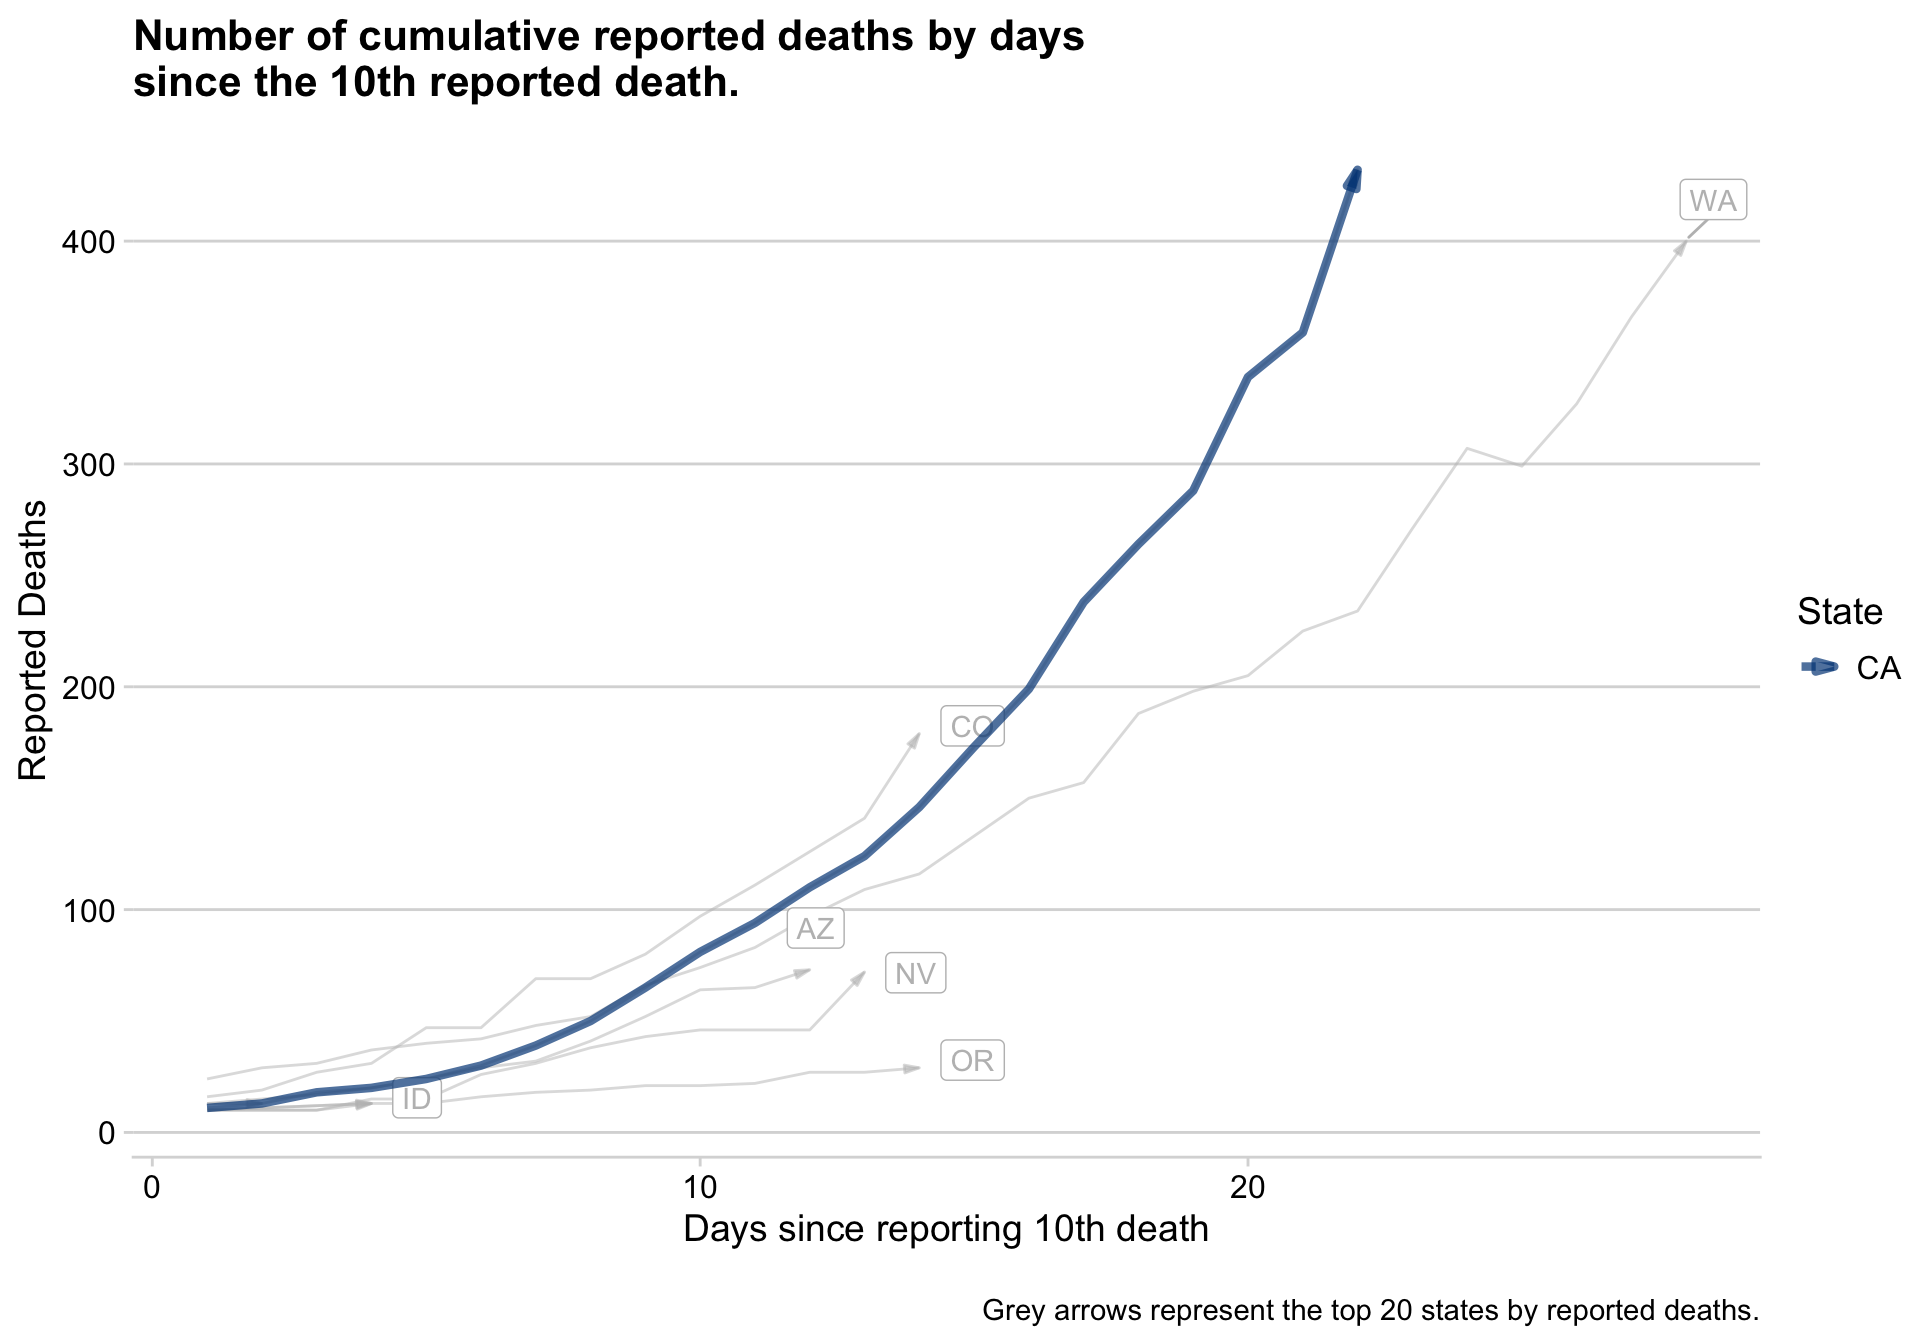 Number of cumulative reported deaths by days
since the 10th reported death.
WA
400
300
State
CA
Reported Deaths
200
CO
100
AZ
NV
OR
ID
0
0 10 20
Days since reporting 10th death
Grey arrows represent the top 20 states by reported deaths.